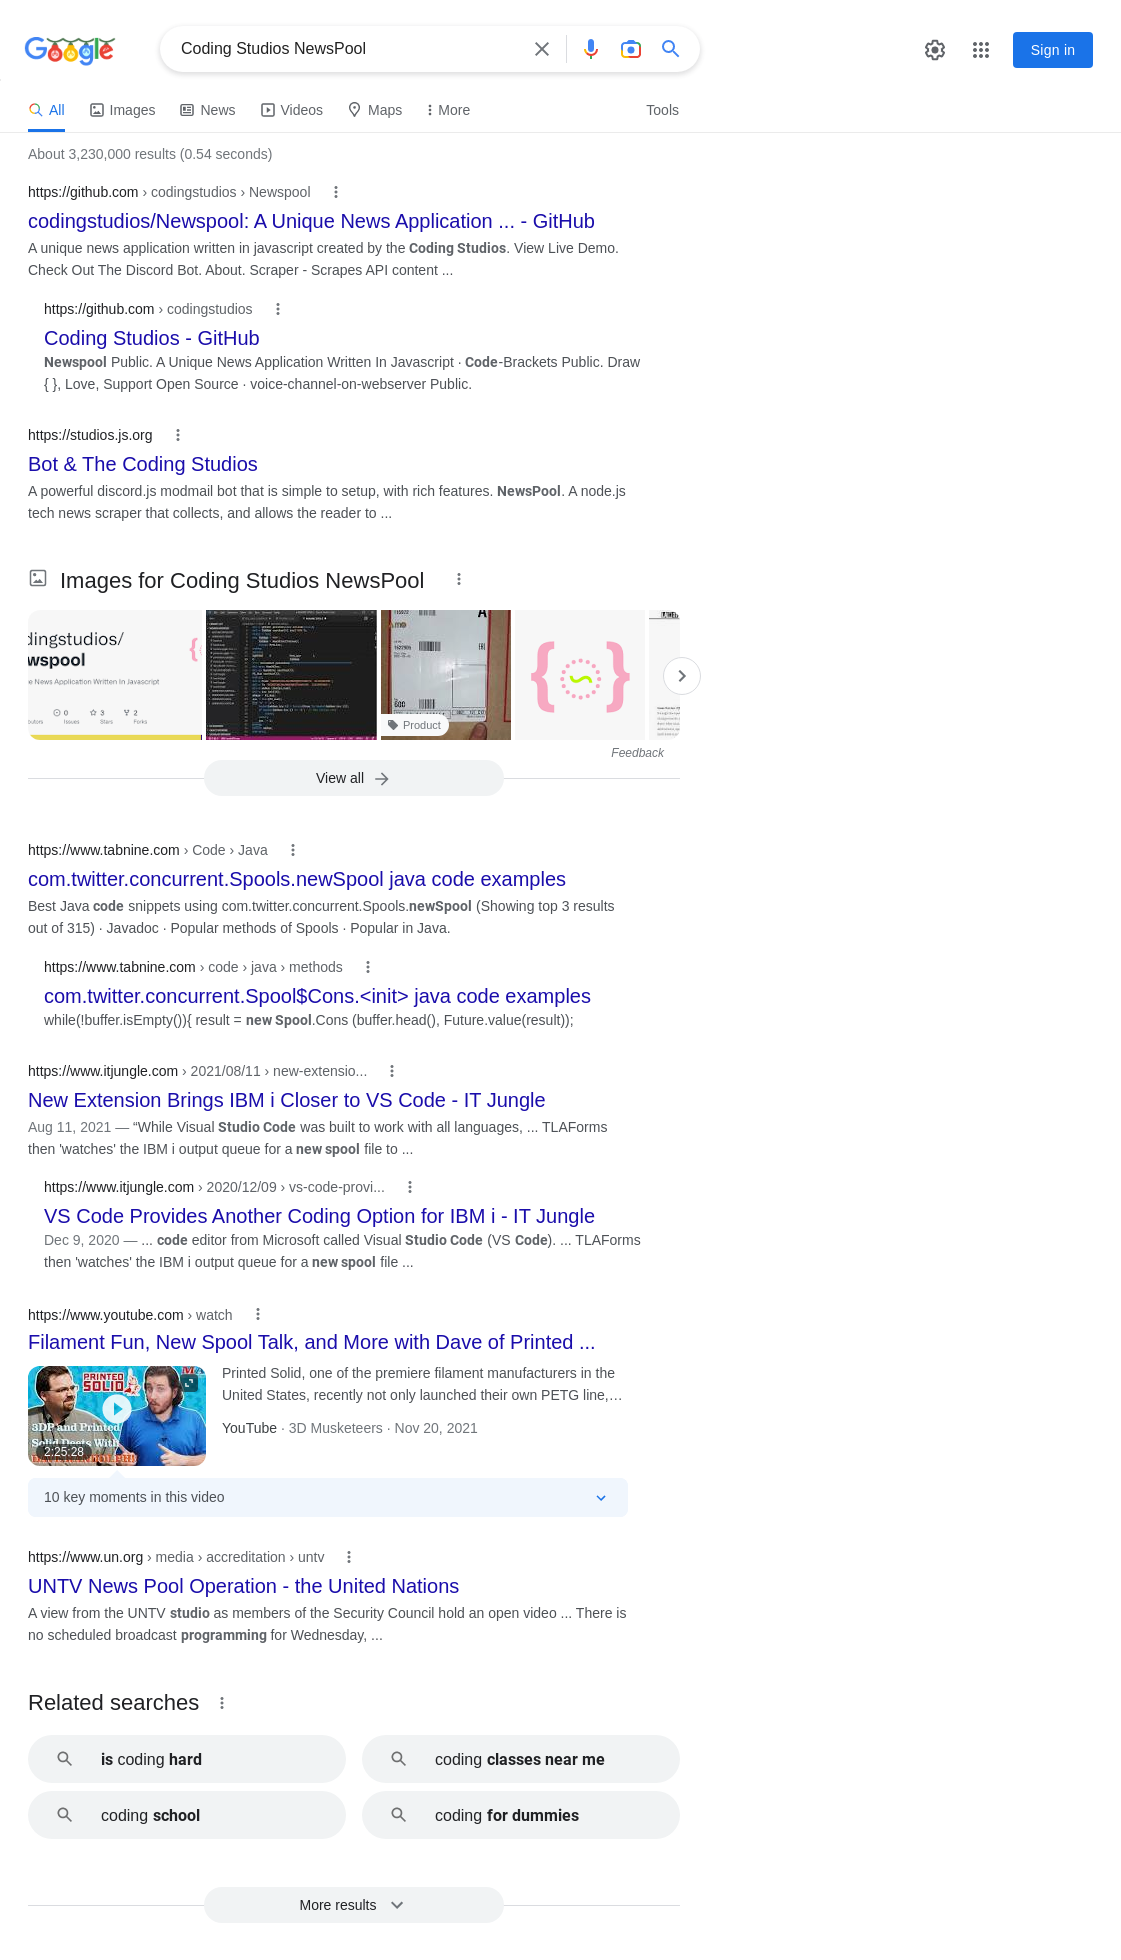 Google
Coding Studios NewsPool
Sign in
All
Images
News
Videos
Maps
More
Tools
About 3,230,000 results (0.54 seconds)
https://github.com › codingstudios › Newspool
codingstudios/Newspool: A Unique News Application ... - GitHub
A unique news application written in javascript created by the Coding Studios. View Live Demo.
Check Out The Discord Bot. About. Scraper - Scrapes API content ...
https://github.com › codingstudios
Coding Studios - GitHub
Newspool Public. A Unique News Application Written In Javascript · Code-Brackets Public. Draw
{ }, Love, Support Open Source · voice-channel-on-webserver Public.
https://studios.js.org
Bot & The Coding Studios
A powerful discord.js modmail bot that is simple to setup, with rich features. NewsPool. A node.js
tech news scraper that collects, and allows the reader to ...
Images for Coding Studios NewsPool
dingstudios/
wspool
e News Application Written In Javascript
0
3
2
utors
Issues
Stars
Forks
A
Product
Feedback
View all
https://www.tabnine.com › Code › Java
com.twitter.concurrent.Spools.newSpool java code examples
Best Java code snippets using com.twitter.concurrent.Spools.newSpool (Showing top 3 results
out of 315) · Javadoc · Popular methods of Spools · Popular in Java.
https://www.tabnine.com › code › java › methods
com.twitter.concurrent.Spool$Cons.<init> java code examples
while(!buffer.isEmpty()){ result = new Spool.Cons (buffer.head(), Future.value(result));
https://www.itjungle.com › 2021/08/11 › new-extensio...
New Extension Brings IBM i Closer to VS Code - IT Jungle
Aug 11, 2021 — “While Visual Studio Code was built to work with all languages, ... TLAForms
then 'watches' the IBM i output queue for a new spool file to ...
https://www.itjungle.com › 2020/12/09 › vs-code-provi...
VS Code Provides Another Coding Option for IBM i - IT Jungle
Dec 9, 2020 — ... code editor from Microsoft called Visual Studio Code (VS Code). ... TLAForms
then 'watches' the IBM i output queue for a new spool file ...
https://www.youtube.com › watch
Filament Fun, New Spool Talk, and More with Dave of Printed ...
PRINTED
SOLID
3DP and Printed
Solid Deets With
2:25:28
Printed Solid, one of the premiere filament manufacturers in the
United States, recently not only launched their own PETG line,…
YouTube · 3D Musketeers · Nov 20, 2021
10 key moments in this video
https://www.un.org › media › accreditation › untv
UNTV News Pool Operation - the United Nations
A view from the UNTV studio as members of the Security Council hold an open video ... There is
no scheduled broadcast programming for Wednesday, ...
Related searches
is coding hard
coding classes near me
coding school
coding for dummies
More results